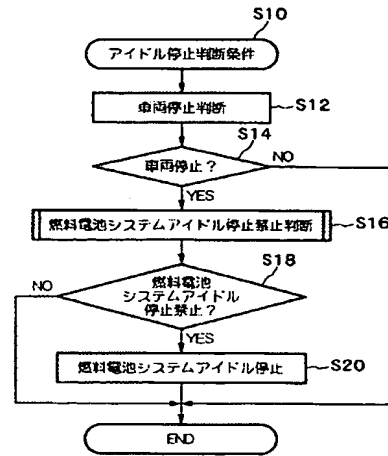 S10
アイドル停止判断条件
車両停止判断
S12
S14
車両停止？
NO
YES
燃料電池システムアイドル停止禁止判断
S16
S18
NO
燃料電池
システムアイドル
停止禁止？
YES
燃料電池システムアイドル停止
S20
END